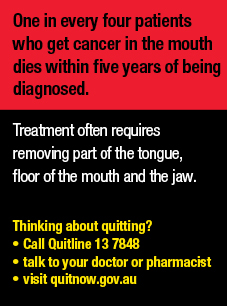 One in every four patients
who get cancer in the mouth
dies within five years of being
diagnosed.
Treatment often requires
removing part of the tongue,
floor of the mouth and the jaw.
Thinking about quitting?
• Call Quitline 13 7848
• talk to your doctor or pharmacist
• visit quitnow.gov.au